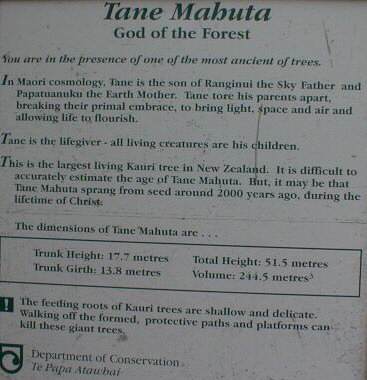 Tane Mahuta
God of the Forest
You are in the presence of one of the most ancient of trees.
In Maori cosmology, Tane is the son of Ranginui the Sky Father and
Papatuanuku the Earth Mother. Tane tore his parents apart,
breaking their primal embrace, to bring light, space and air and
allowing life to flourish.
Tane is the lifegiver - all living creatures are his children.
This is the largest living Kauri tree in New Zealand. It is difficult to
accurately estimate the age of Tane Mahuta. But, it may be that
Tane Mahuta sprang from seed around 2000 years ago, during the
lifetime of Christ.
The dimensions of Tane Mahuta are . . .
Trunk Height: 17.7 metres Total Height: 51.5 metres
Trunk Girth: 13.8 metres Volume: 244.5 metres³
! The feeding roots of Kauri trees are shallow and delicate.
Walking off the formed, protective paths and platforms can
kill these giant trees.
Department of Conservation
Te Papa Atawhai